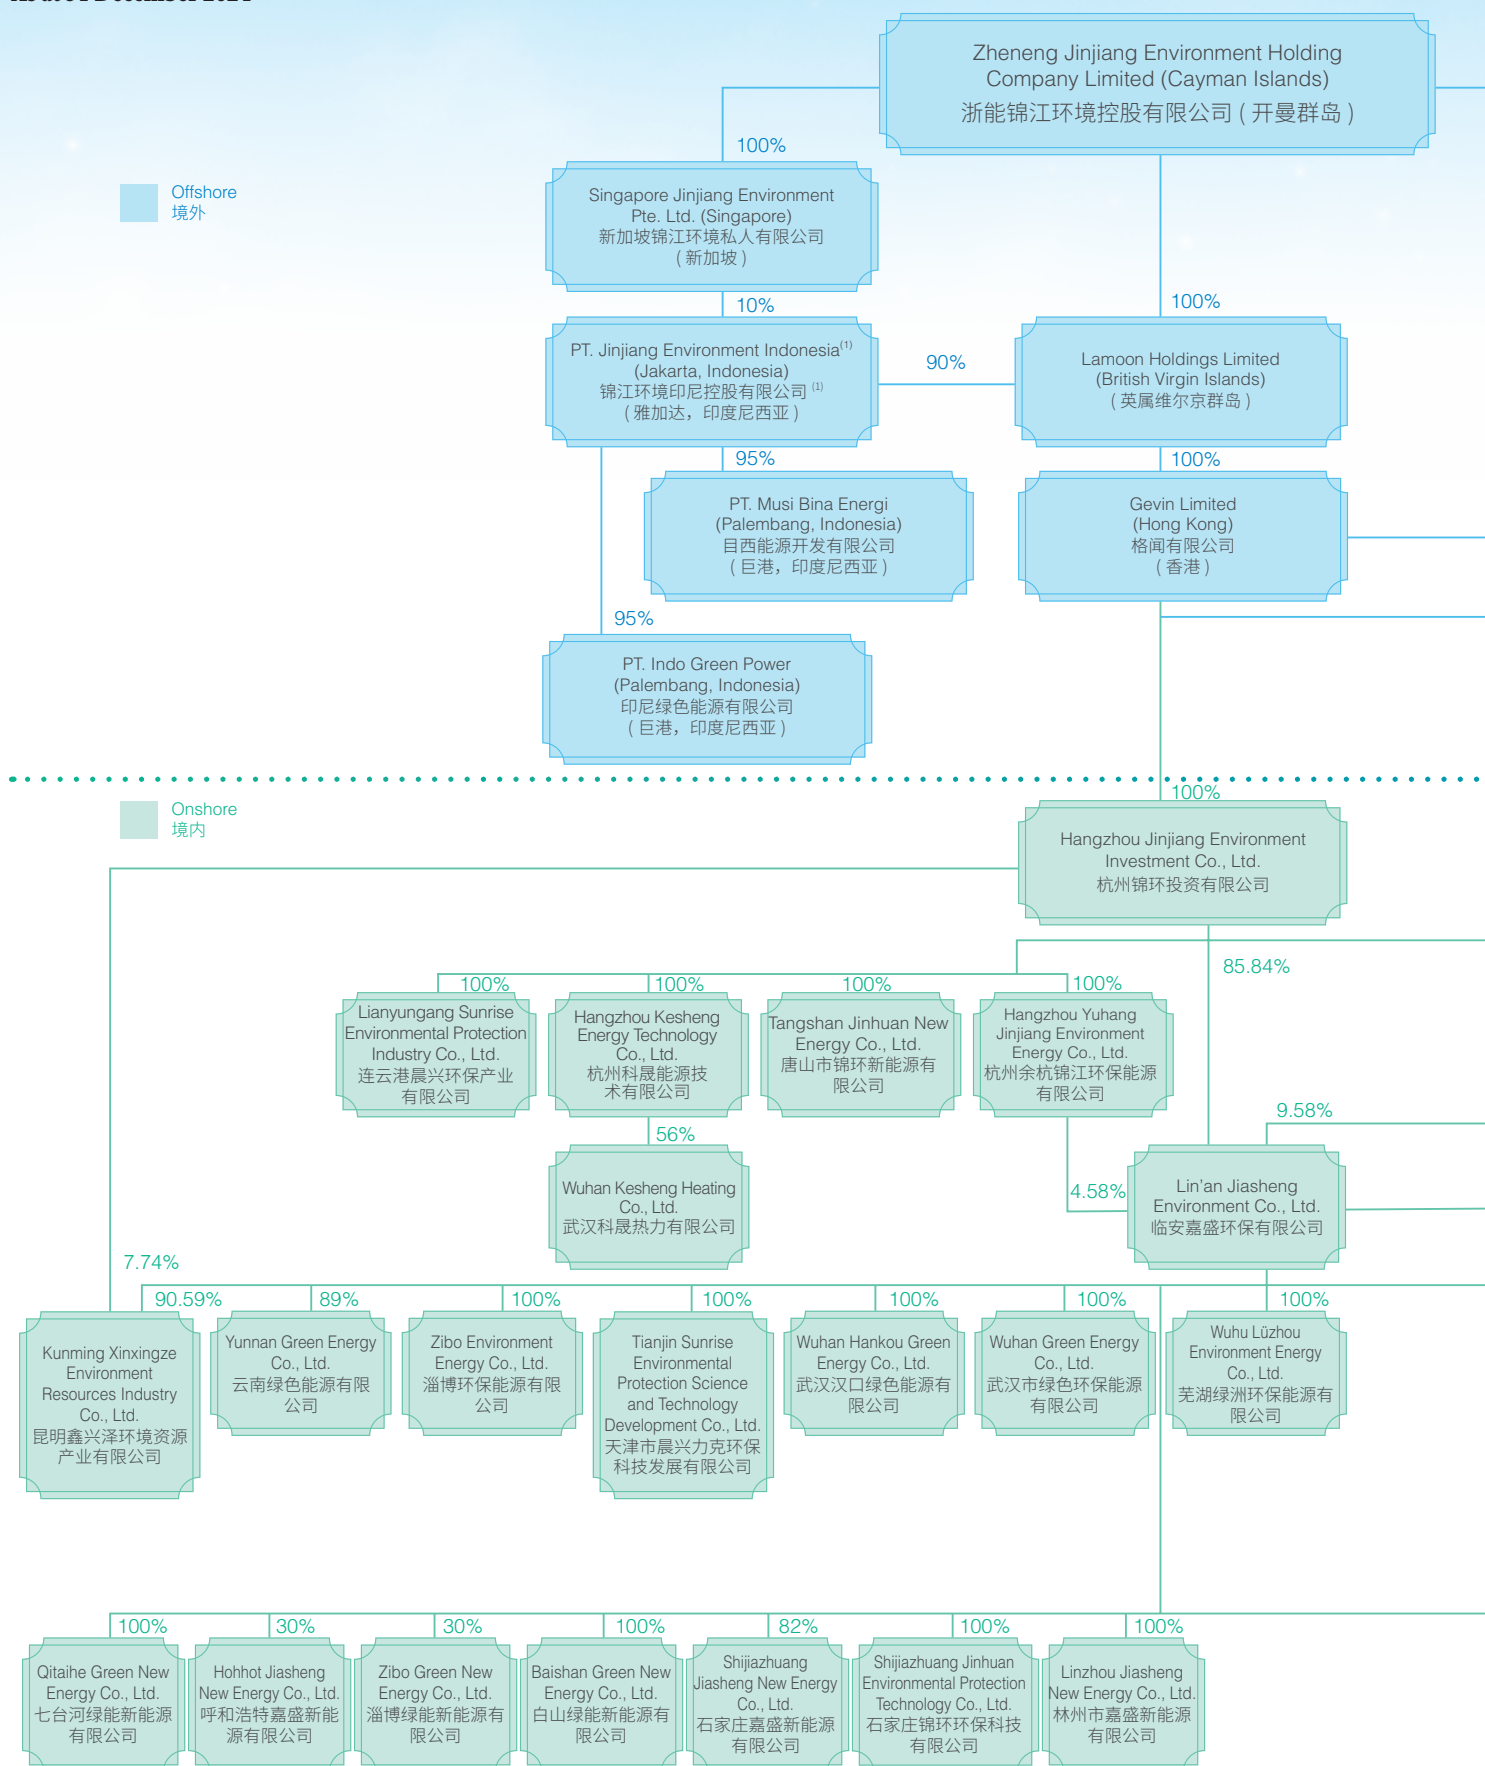 Zheneng Jinjiang Environment Holding
Company Limited (Cayman Islands)
浙能锦江环境控股有限公司 ( 开曼群岛 )
100%
Offshore
境外
Singapore Jinjiang Environment
Pte. Ltd. (Singapore)
新加坡锦江环境私人有限公司
( 新加坡 )
10%
100%
PT. Jinjiang Environment Indonesia(1)
(Jakarta, Indonesia)
锦江环境印尼控股有限公司 (1)
( 雅加达，印度尼西亚 )
90%
Lamoon Holdings Limited
(British Virgin Islands)
( 英属维尔京群岛 )
95%
100%
PT. Musi Bina Energi
(Palembang, Indonesia)
目西能源开发有限公司
( 巨港，印度尼西亚 )
Gevin Limited
(Hong Kong)
格闻有限公司
( 香港 )
95%
PT. Indo Green Power
(Palembang, Indonesia)
印尼绿色能源有限公司
( 巨港，印度尼西亚 )
100%
Onshore
境内
Hangzhou Jinjiang Environment
Investment Co., Ltd.
杭州锦环投资有限公司
85.84%
100%
100%
100%
100%
Lianyungang Sunrise
Environmental Protection
Industry Co., Ltd.
连云港晨兴环保产业
有限公司
Hangzhou Kesheng
Energy Technology
Co., Ltd.
杭州科晟能源技
术有限公司
Tangshan Jinhuan New
Energy Co., Ltd.
唐山市锦环新能源有
限公司
Hangzhou Yuhang
Jinjiang Environment
Energy Co., Ltd.
杭州余杭锦江环保能源
有限公司
9.58%
56%
4.58%
Wuhan Kesheng Heating
Co., Ltd.
武汉科晟热力有限公司
Lin’an Jiasheng
Environment Co., Ltd.
临安嘉盛环保有限公司
7.74%
90.59%
89%
100%
100%
100%
100%
100%
Kunming Xinxingze
Environment
Resources Industry
Co., Ltd.
昆明鑫兴泽环境资源
产业有限公司
Yunnan Green Energy
Co., Ltd.
云南绿色能源有限
公司
Zibo Environment
Energy Co., Ltd.
淄博环保能源有限
公司
Tianjin Sunrise
Environmental
Protection Science
and Technology
Development Co., Ltd.
天津市晨兴力克环保
科技发展有限公司
Wuhan Hankou Green
Energy Co., Ltd.
武汉汉口绿色能源有
限公司
Wuhan Green Energy
Co., Ltd.
武汉市绿色环保能源
有限公司
Wuhu Lüzhou
Environment Energy
Co., Ltd.
芜湖绿洲环保能源有
限公司
100%
30%
30%
100%
82%
100%
100%
Qitaihe Green New
Energy Co., Ltd.
七台河绿能新能源
有限公司
Hohhot Jiasheng
New Energy Co., Ltd.
呼和浩特嘉盛新能
源有限公司
Zibo Green New
Energy Co., Ltd.
淄博绿能新能源有
限公司
Baishan Green New
Energy Co., Ltd.
白山绿能新能源有
限公司
Shijiazhuang
Jiasheng New Energy
Co., Ltd.
石家庄嘉盛新能源
有限公司
Shijiazhuang Jinhuan
Environmental Protection
Technology Co., Ltd.
石家庄锦环环保科技
有限公司
Linzhou Jiasheng
New Energy Co., Ltd.
林州市嘉盛新能源
有限公司